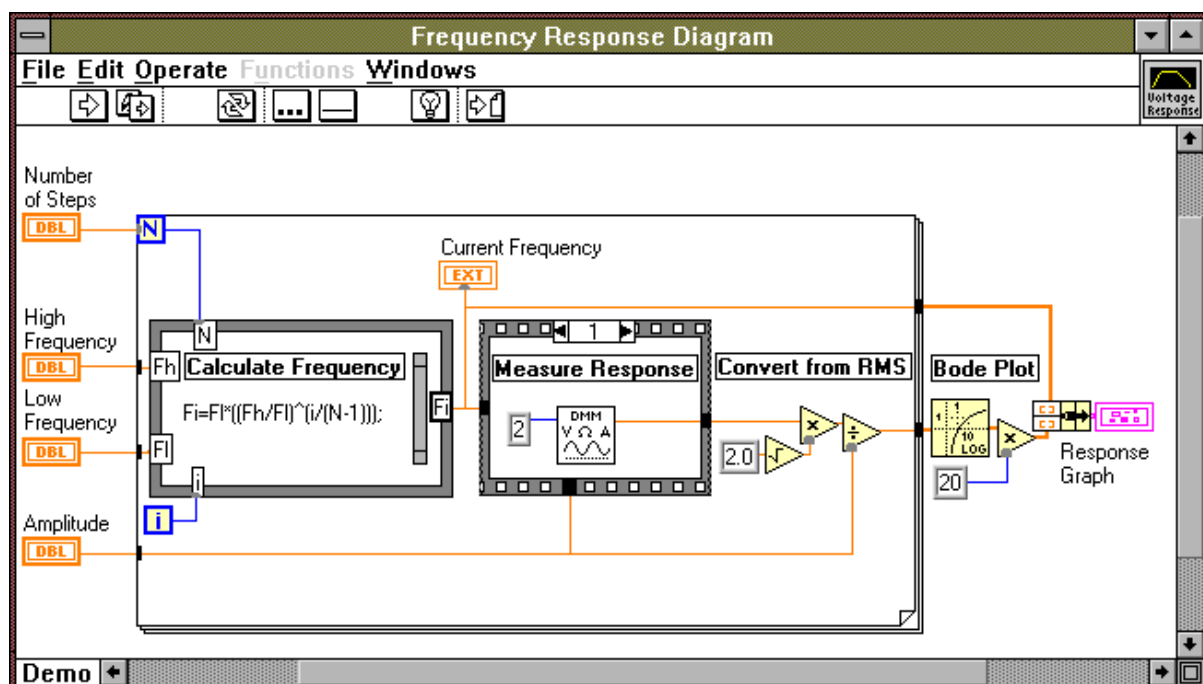 Frequency Response Diagram
File Edit Operate Functions Windows
Voltage
Response
Number
of Steps
DBL
N
Current Frequency
EXT
High
Frequency
DBL
N
Fh
Calculate Frequency
Fi=Fl*((Fh/Fl)^(i/(N-1)));
Fi
Low
Frequency
DBL
Fl
i
i
1
Measure Response
2
DMM
V Ω A
Convert from RMS
2.0
√
×
÷
Bode Plot
1
1
10
LOG
×
20
Response
Graph
Amplitude
DBL
Demo